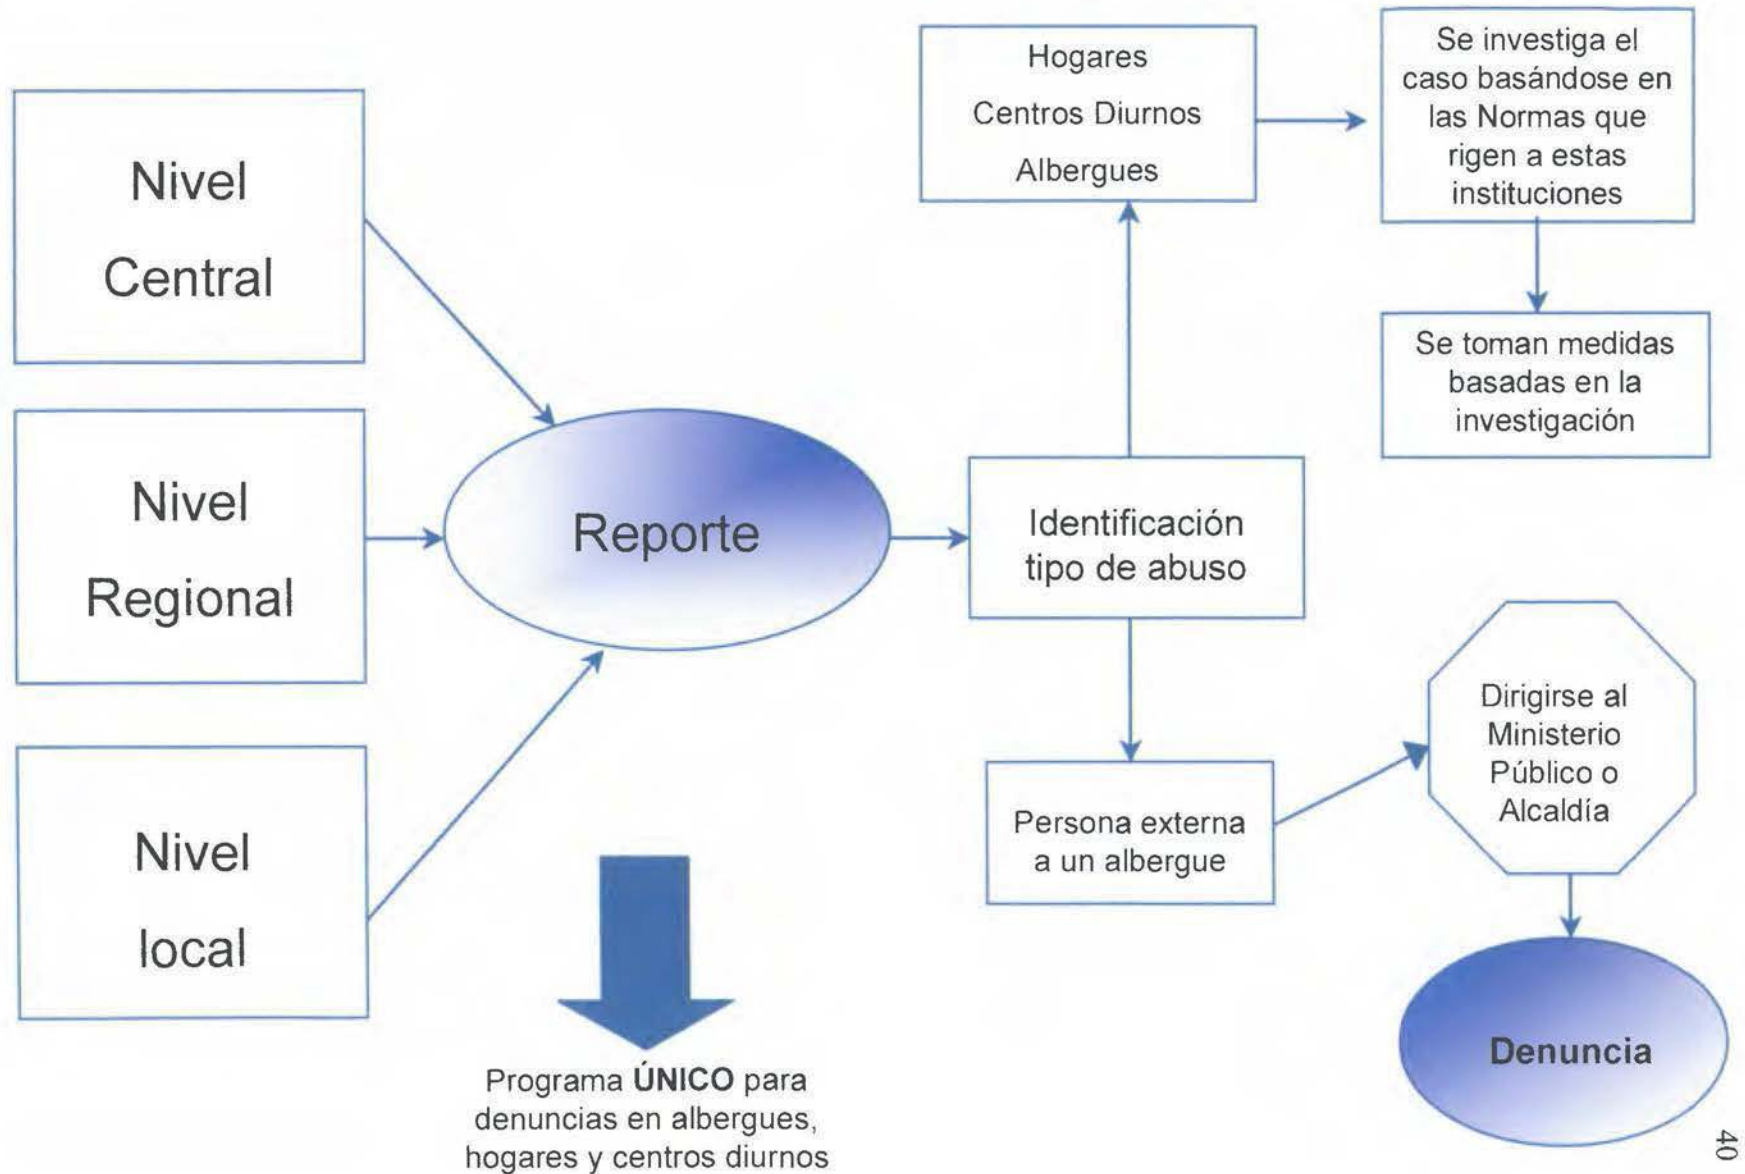 Nivel
Central
Nivel
Regional
Nivel
local
Reporte
Programa ÚNICO para
denuncias en albergues,
hogares y centros diurnos
Identificación
tipo de abuso
Hogares
Centros Diurnos
Albergues
Se investiga el
caso basándose en
las Normas que
rigen a estas
instituciones
Se toman medidas
basadas en la
investigación
Persona externa
a un albergue
Dirigirse al
Ministerio
Público o
Alcaldía
Denuncia
40